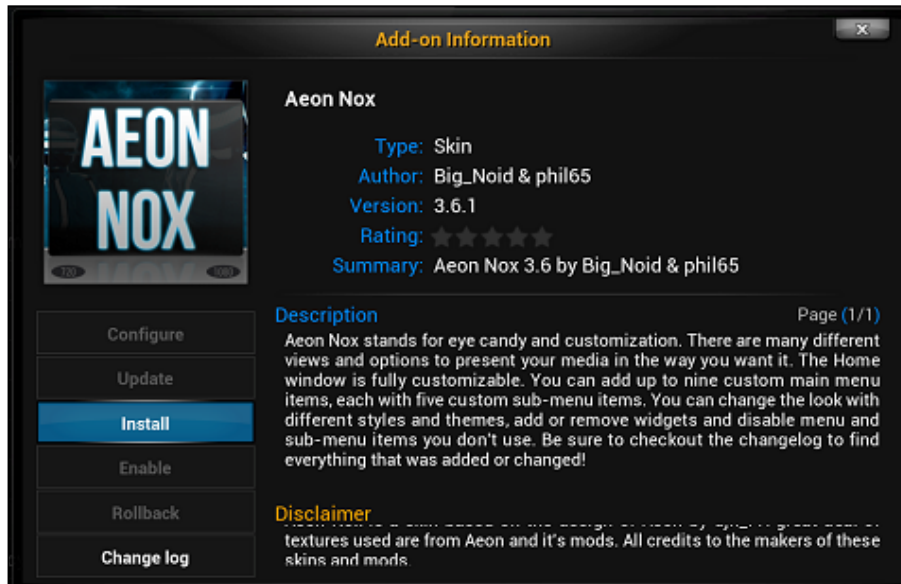 Add-on Information
x
AEON
NOX
720
1080
Aeon Nox
Type: Skin
Author: Big_Noid & phil65
Version: 3.6.1
Rating:
Summary: Aeon Nox 3.6 by Big_Noid & phil65
Configure
Update
Install
Enable
Rollback
Change log
Description
Page (1/1)
Aeon Nox stands for eye candy and customization. There are many different
views and options to present your media in the way you want it. The Home
window is fully customizable. You can add up to nine custom main menu
items, each with five custom sub-menu items. You can change the look with
different styles and themes, add or remove widgets and disable menu and
sub-menu items you don't use. Be sure to checkout the changelog to find
everything that was added or changed!
Disclaimer
textures used are from Aeon and it's mods. All credits to the makers of these
skins and mods.